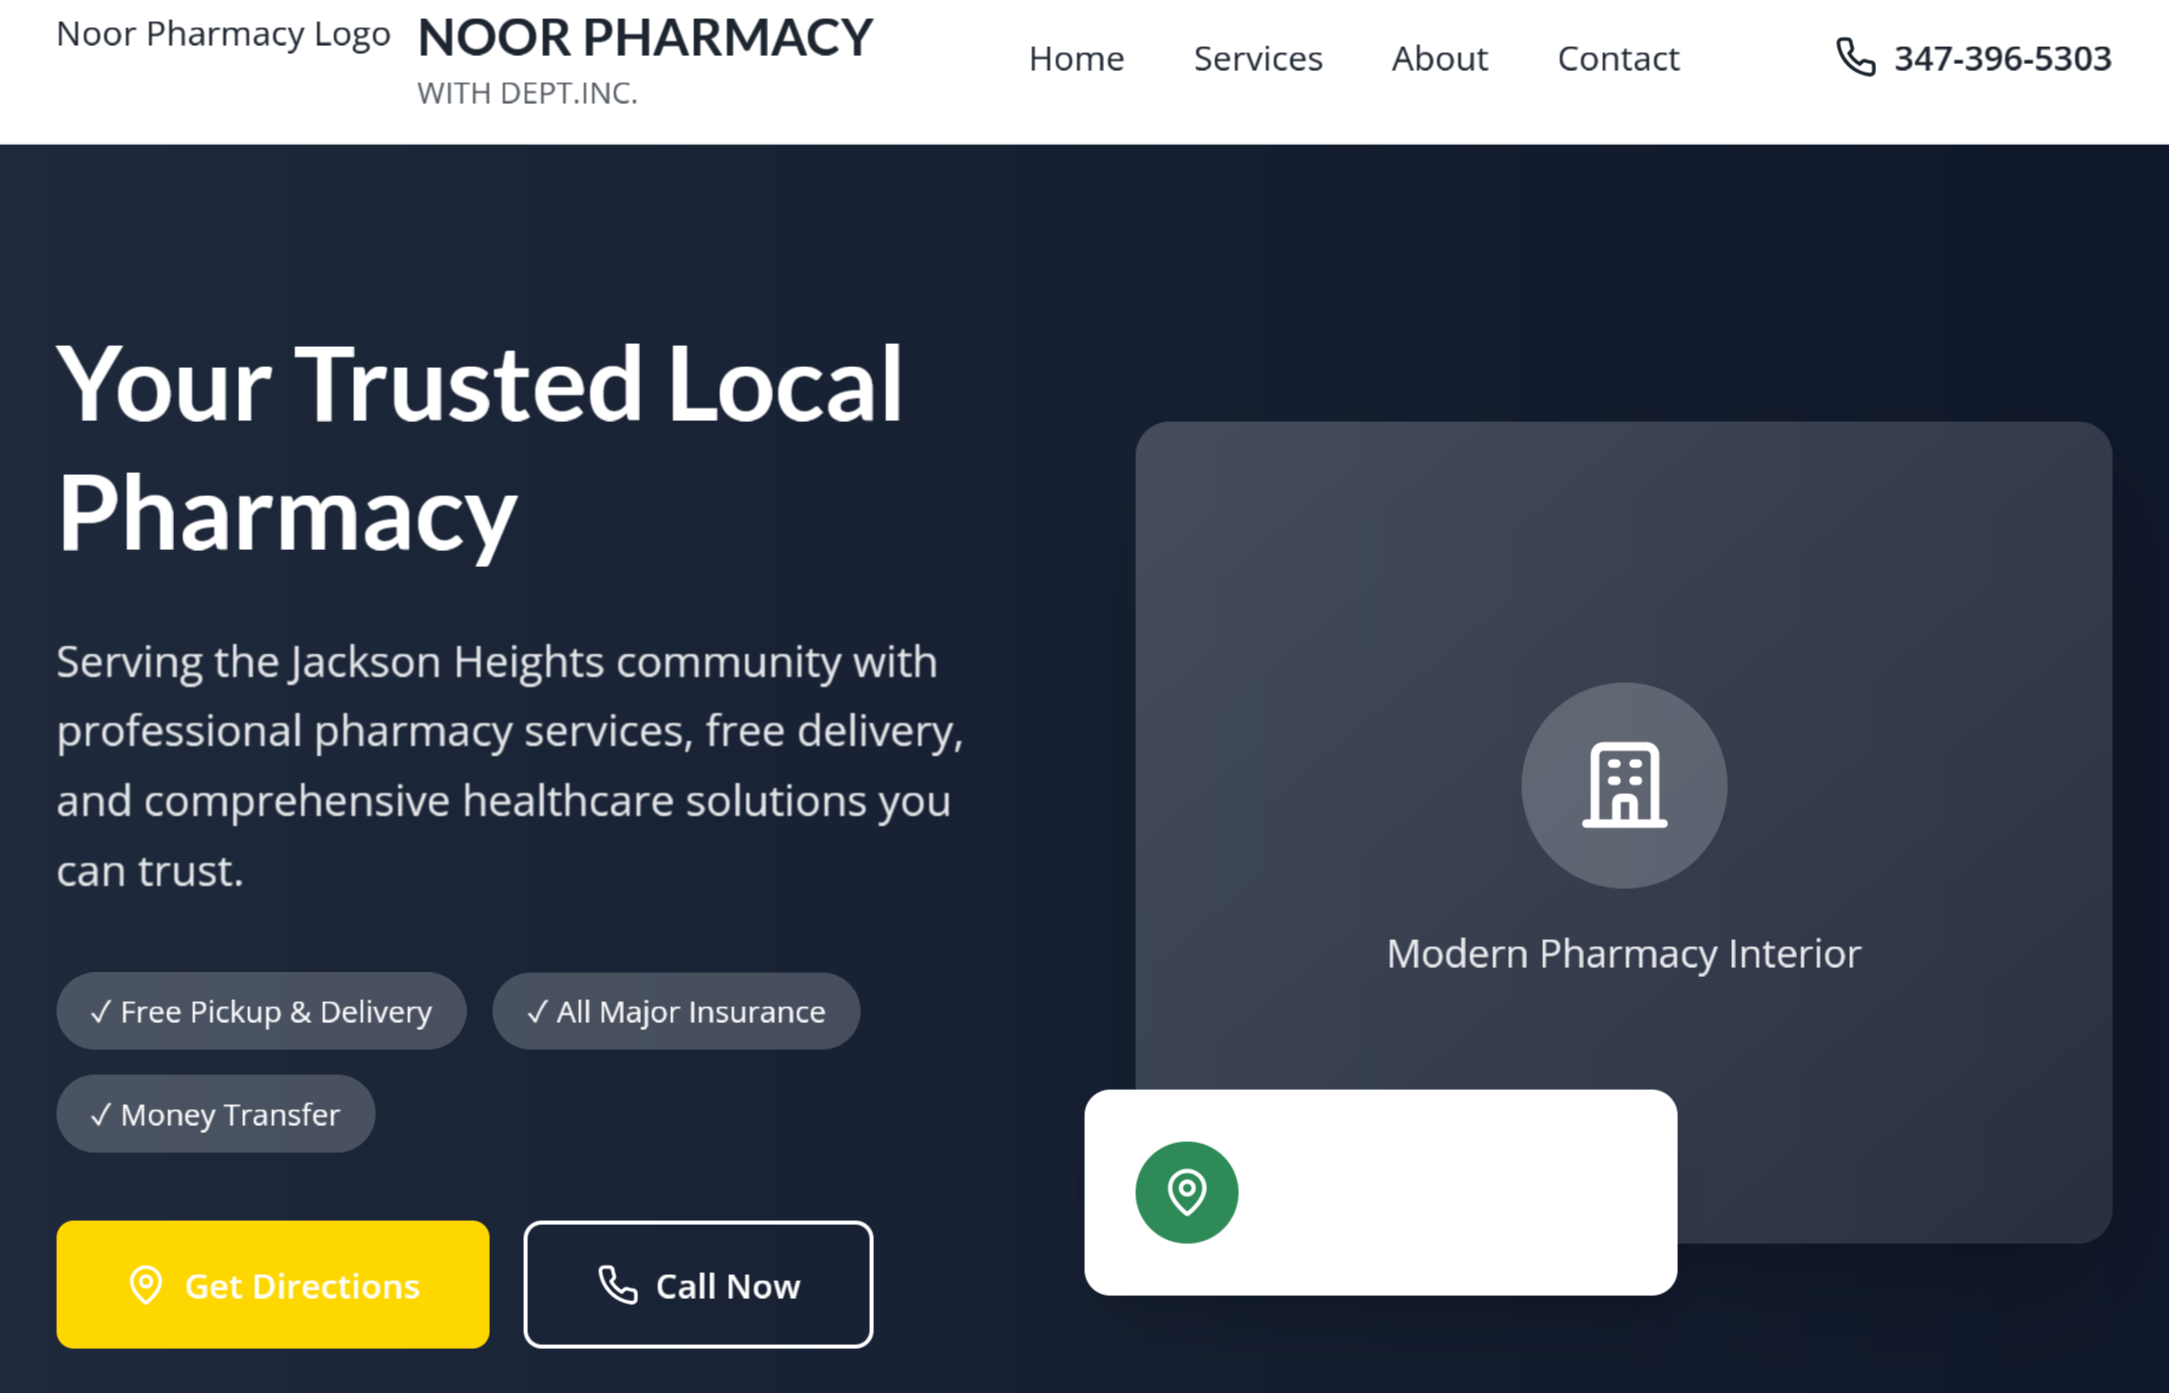 Noor Pharmacy Logo
NOOR PHARMACY
WITH DEPT.INC.
Home
Services
About
Contact
347-396-5303
Your Trusted Local
Pharmacy
Serving the Jackson Heights community with
professional pharmacy services, free delivery,
and comprehensive healthcare solutions you
can trust.
✓ Free Pickup & Delivery
✓ All Major Insurance
✓ Money Transfer
Get Directions
Call Now
Modern Pharmacy Interior